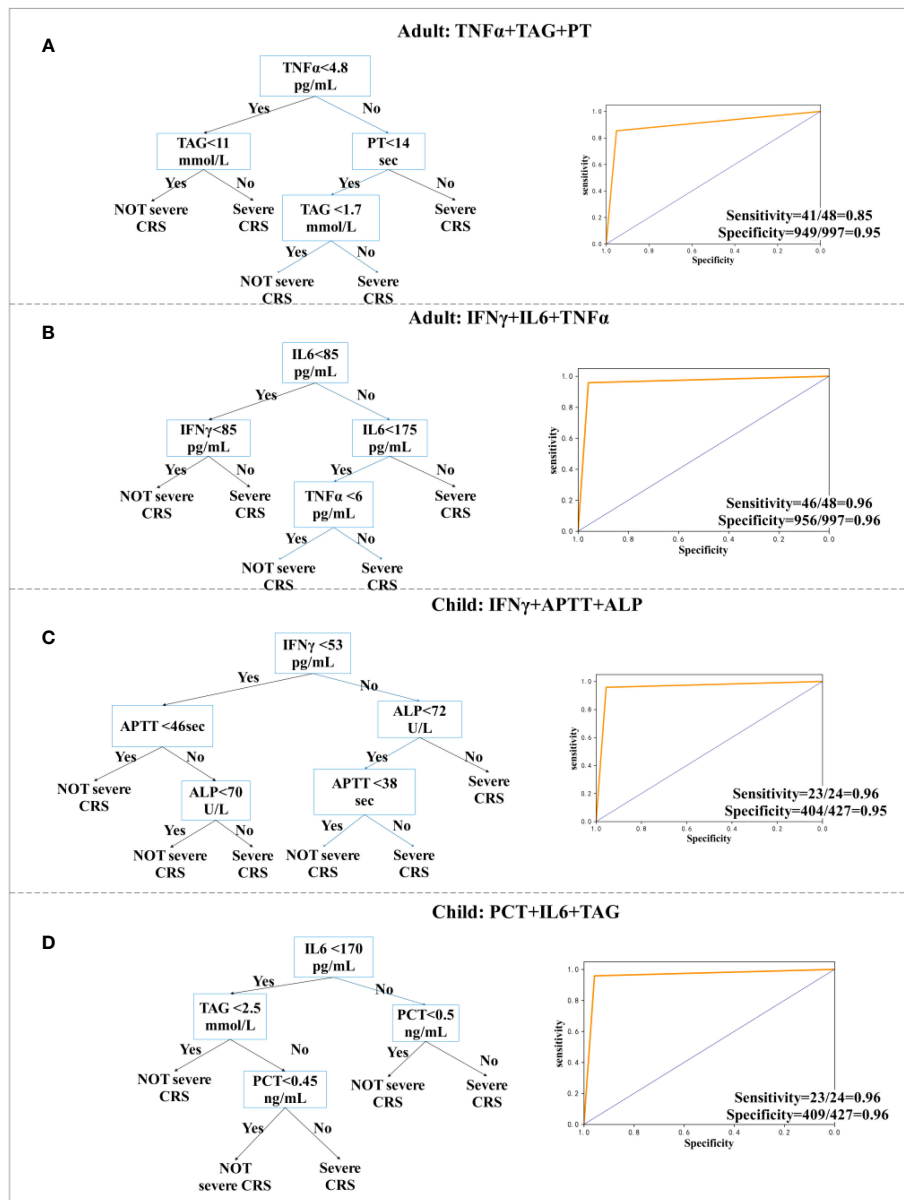 A
Adult: TNFα+TAG+PT
TNFα<4.8
pg/mL
Yes
No
TAG<11
mmol/L
PT<14
sec
Yes
No
Yes
No
NOT severe
CRS
Severe
CRS
TAG <1.7
mmol/L
Severe
CRS
Yes
No
NOT severe
CRS
Severe
CRS
1.0
0.8
0.6
0.4
0.2
0.0
sensitivity
1.0 0.8 0.6 0.4 0.2 0.0
Specificity
Sensitivity=41/48=0.85
Specificity=949/997=0.95
B
Adult: IFNγ+IL6+TNFα
IL6<85
pg/mL
Yes
No
IFNγ<85
pg/mL
IL6<175
pg/mL
Yes
No
Yes
No
NOT severe
CRS
Severe
CRS
TNFα <6
pg/mL
Severe
CRS
Yes
No
NOT severe
CRS
Severe
CRS
1.0
0.8
0.6
0.4
0.2
0.0
sensitivity
1.0 0.8 0.6 0.4 0.2 0.0
Specificity
Sensitivity=46/48=0.96
Specificity=956/997=0.96
C
Child: IFNγ+APTT+ALP
IFNγ <53
pg/mL
Yes
No
APTT <46sec
ALP<72
U/L
Yes
No
Yes
No
NOT severe
CRS
ALP<70
U/L
APTT <38
sec
Severe
CRS
Yes
No
Yes
No
NOT severe
CRS
Severe
CRS
NOT severe
CRS
Severe
CRS
1.0
0.8
0.6
0.4
0.2
0.0
sensitivity
1.0 0.8 0.6 0.4 0.2 0.0
Specificity
Sensitivity=23/24=0.96
Specificity=404/427=0.95
D
Child: PCT+IL6+TAG
IL6 <170
pg/mL
Yes
No
TAG <2.5
mmol/L
PCT<0.5
ng/mL
Yes
No
Yes
No
NOT severe
CRS
PCT<0.45
ng/mL
NOT severe
CRS
Severe
CRS
Yes
No
NOT
severe CRS
Severe
CRS
1.0
0.8
0.6
0.4
0.2
0.0
sensitivity
1.0 0.8 0.6 0.4 0.2 0.0
Specificity
Sensitivity=23/24=0.96
Specificity=409/427=0.96